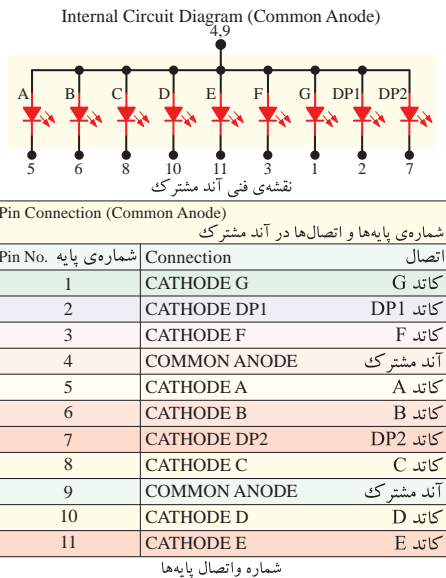 Internal Circuit Diagram (Common Anode)
4,9
A B C D E F G DP1 DP2
5 6 8 10 11 3 1 2 7
نقشه‌ی فنی آند مشترک
Pin Connection (Common Anode)
شماره‌ی پایه‌ها و اتصال‌ها در آند مشترک
Pin No. شماره‌ی پایه Connection اتصال
1 CATHODE G کاتد G
2 CATHODE DP1 کاتد DP1
3 CATHODE F کاتد F
4 COMMON ANODE آند مشترک
5 CATHODE A کاتد A
6 CATHODE B کاتد B
7 CATHODE DP2 کاتد DP2
8 CATHODE C کاتد C
9 COMMON ANODE آند مشترک
10 CATHODE D کاتد D
11 CATHODE E کاتد E
شماره واتصال پایه‌ها